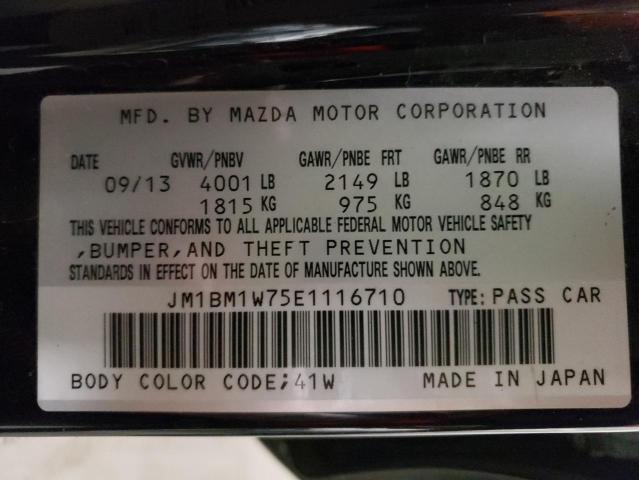 MFD. BY MAZDA MOTOR CORPORATION
DATE GVWR/PNBV GAWR/PNBE FRT GAWR/PNBE RR
09/13 4001 LB 2149 LB 1870 LB
1815 KG 975 KG 848 KG
THIS VEHICLE CONFORMS TO ALL APPLICABLE FEDERAL MOTOR VEHICLE SAFETY
,BUMPER,AND THEFT PREVENTION
STANDARDS IN EFFECT ON THE DATE OF MANUFACTURE SHOWN ABOVE.
JM1BM1W75E1116710 TYPE: PASS CAR
BODY COLOR CODE;41W MADE IN JAPAN